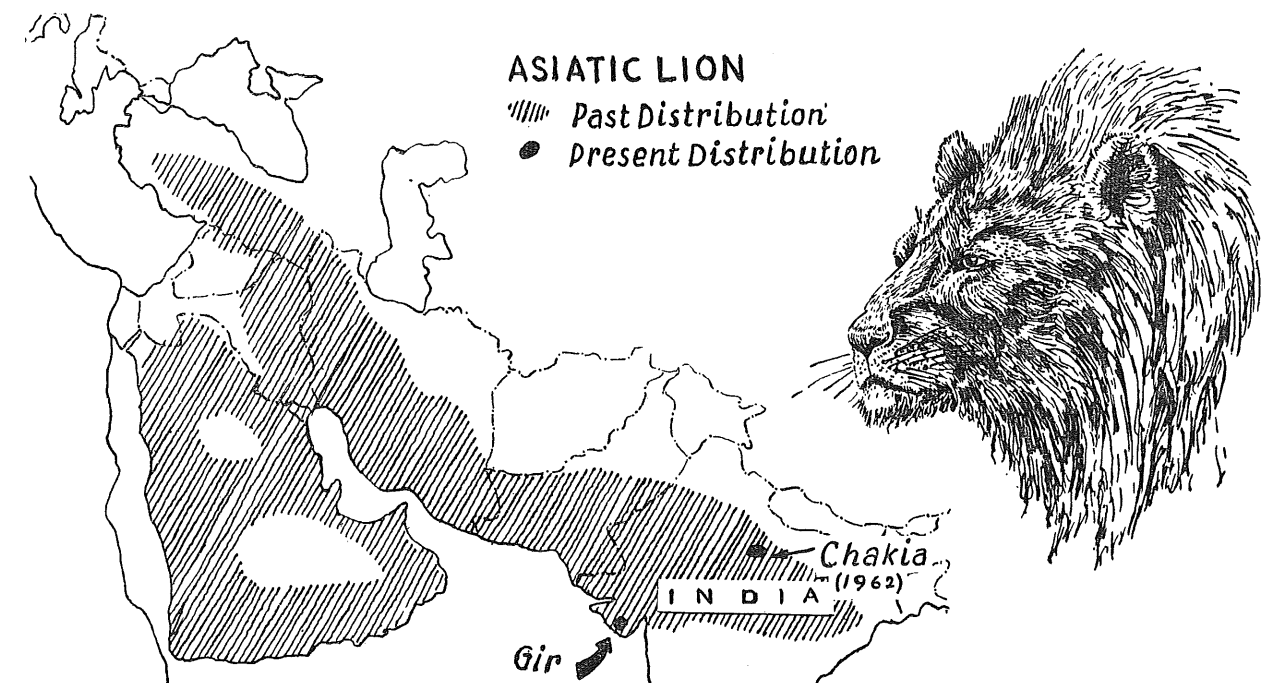 ASIATIC LION
Past Distribution
Present Distribution
Chakia
(1962)
INDIA
Gir